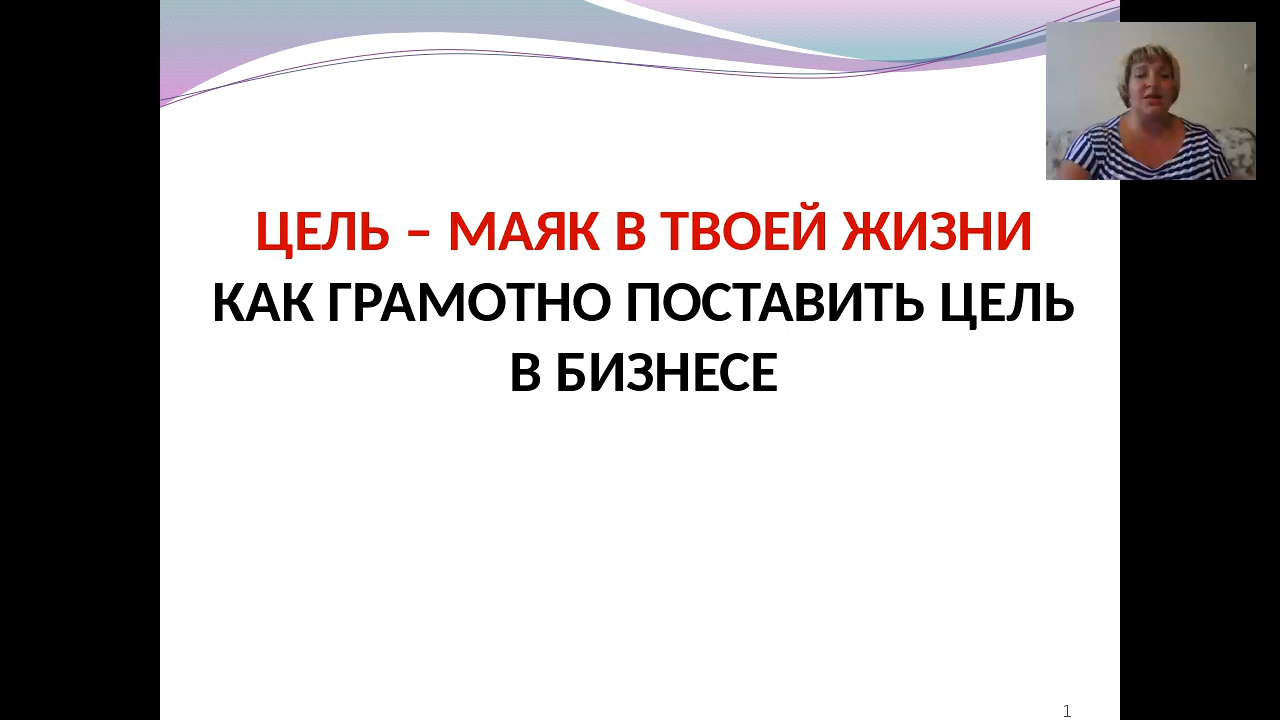 ЦЕЛЬ – МАЯК В ТВОЕЙ ЖИЗНИ
КАК ГРАМОТНО ПОСТАВИТЬ ЦЕЛЬ
В БИЗНЕСЕ
1